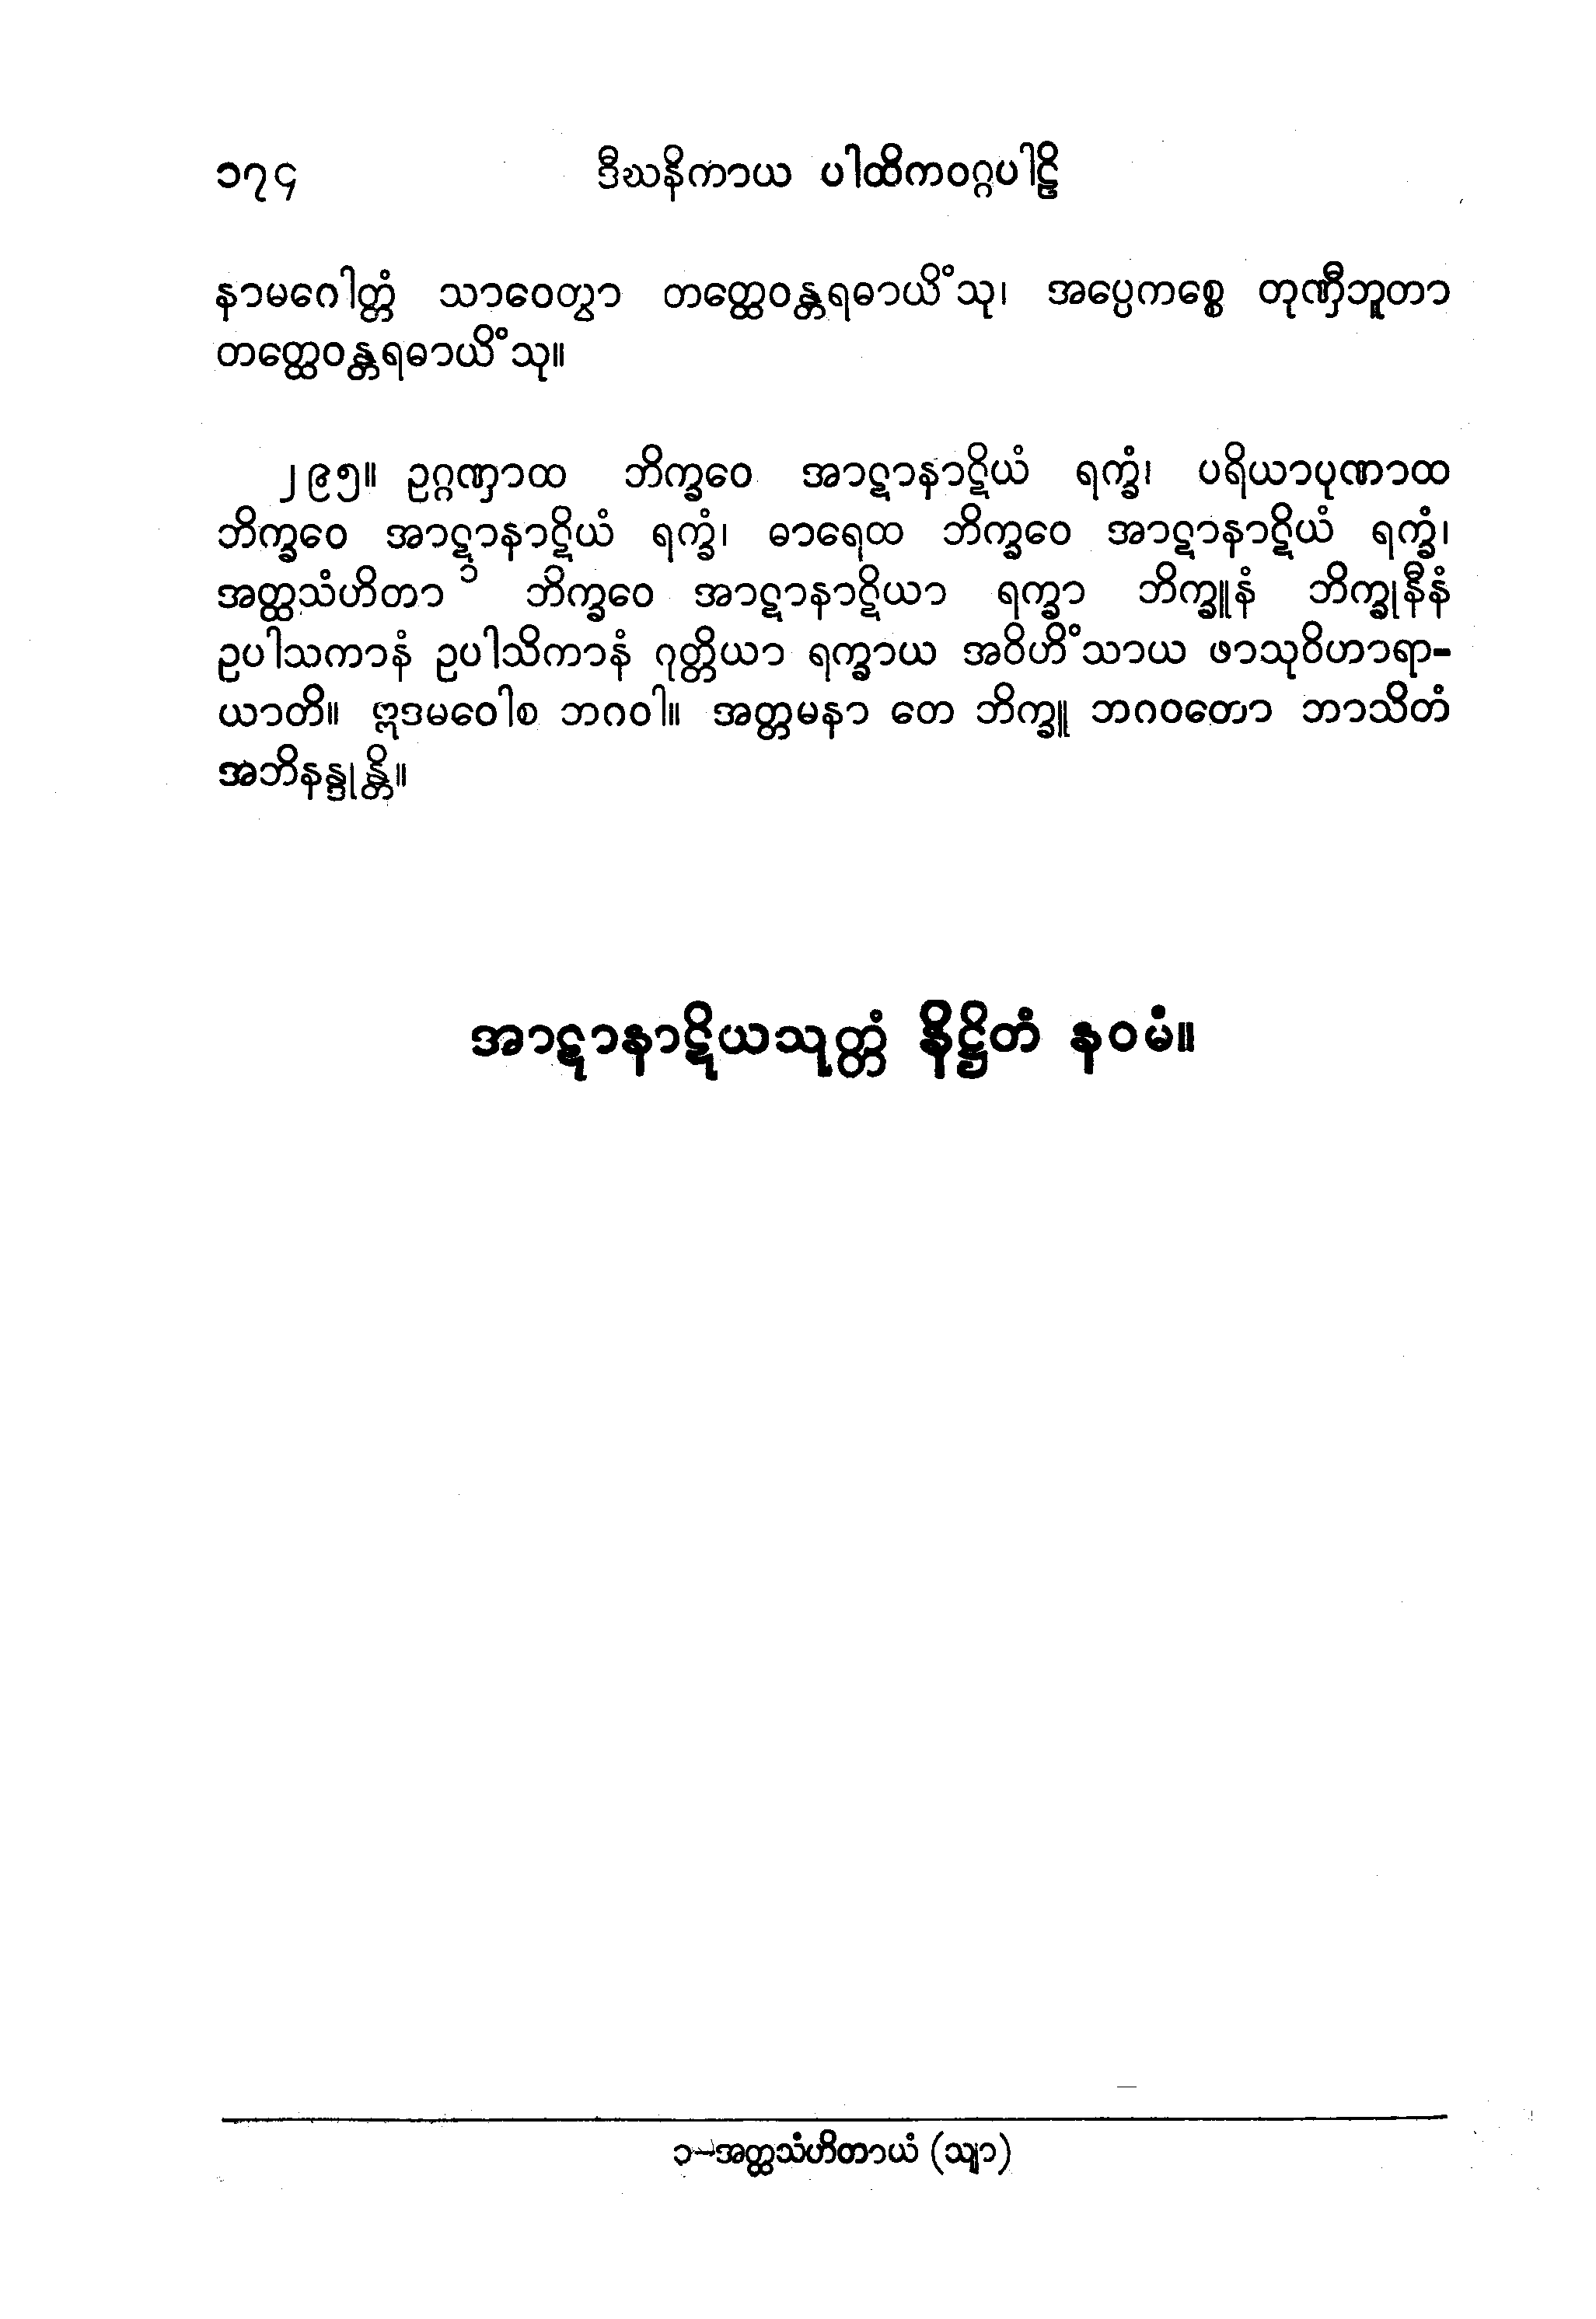 ၁၇၄ ဒီဃနိကာယ ပါထိကဝဂ္ဂပါဠိ
နာမဂေါတ္တံ သာဝေတွာ တတ္ထေဝန္တရဓာယိံသု၊ အပ္ပေကစ္စေ တုဏှီဘူတာ
တတ္ထေဝန္တရဓာယိံသု။
၂၉၅။ ဥဂ္ဂဏှာထ ဘိက္ခဝေ အာဋာနာဋိယံ ရက္ခံ၊ ပရိယာပုဏာထ
ဘိက္ခဝေ အာဋာနာဋိယံ ရက္ခံ၊ ဓာရေထ ဘိက္ခဝေ အာဋာနာဋိယံ ရက္ခံ၊
အတ္ထသံဟိတာ ၁ ဘိက္ခဝေ အာဋာနာဋိယာ ရက္ခာ ဘိက္ခူနံ ဘိက္ခုနီနံ
ဥပါသကာနံ ဥပါသိကာနံ ဂုတ္တိယာ ရက္ခာယ အဝိဟိံသာယ ဖာသုဝိဟာရာ-
ယာတိ။ ဣဒမဝေါစ ဘဂဝါ။ အတ္တမနာ တေ ဘိက္ခူ ဘဂဝတော ဘာသိတံ
အဘိနန္ဒုန္တိ။
အာဋာနာဋိယသုတ္တံ နိဋ္ဌိတံ နဝမံ။
၁-အတ္ထသံဟိတာယံ (သျာ)